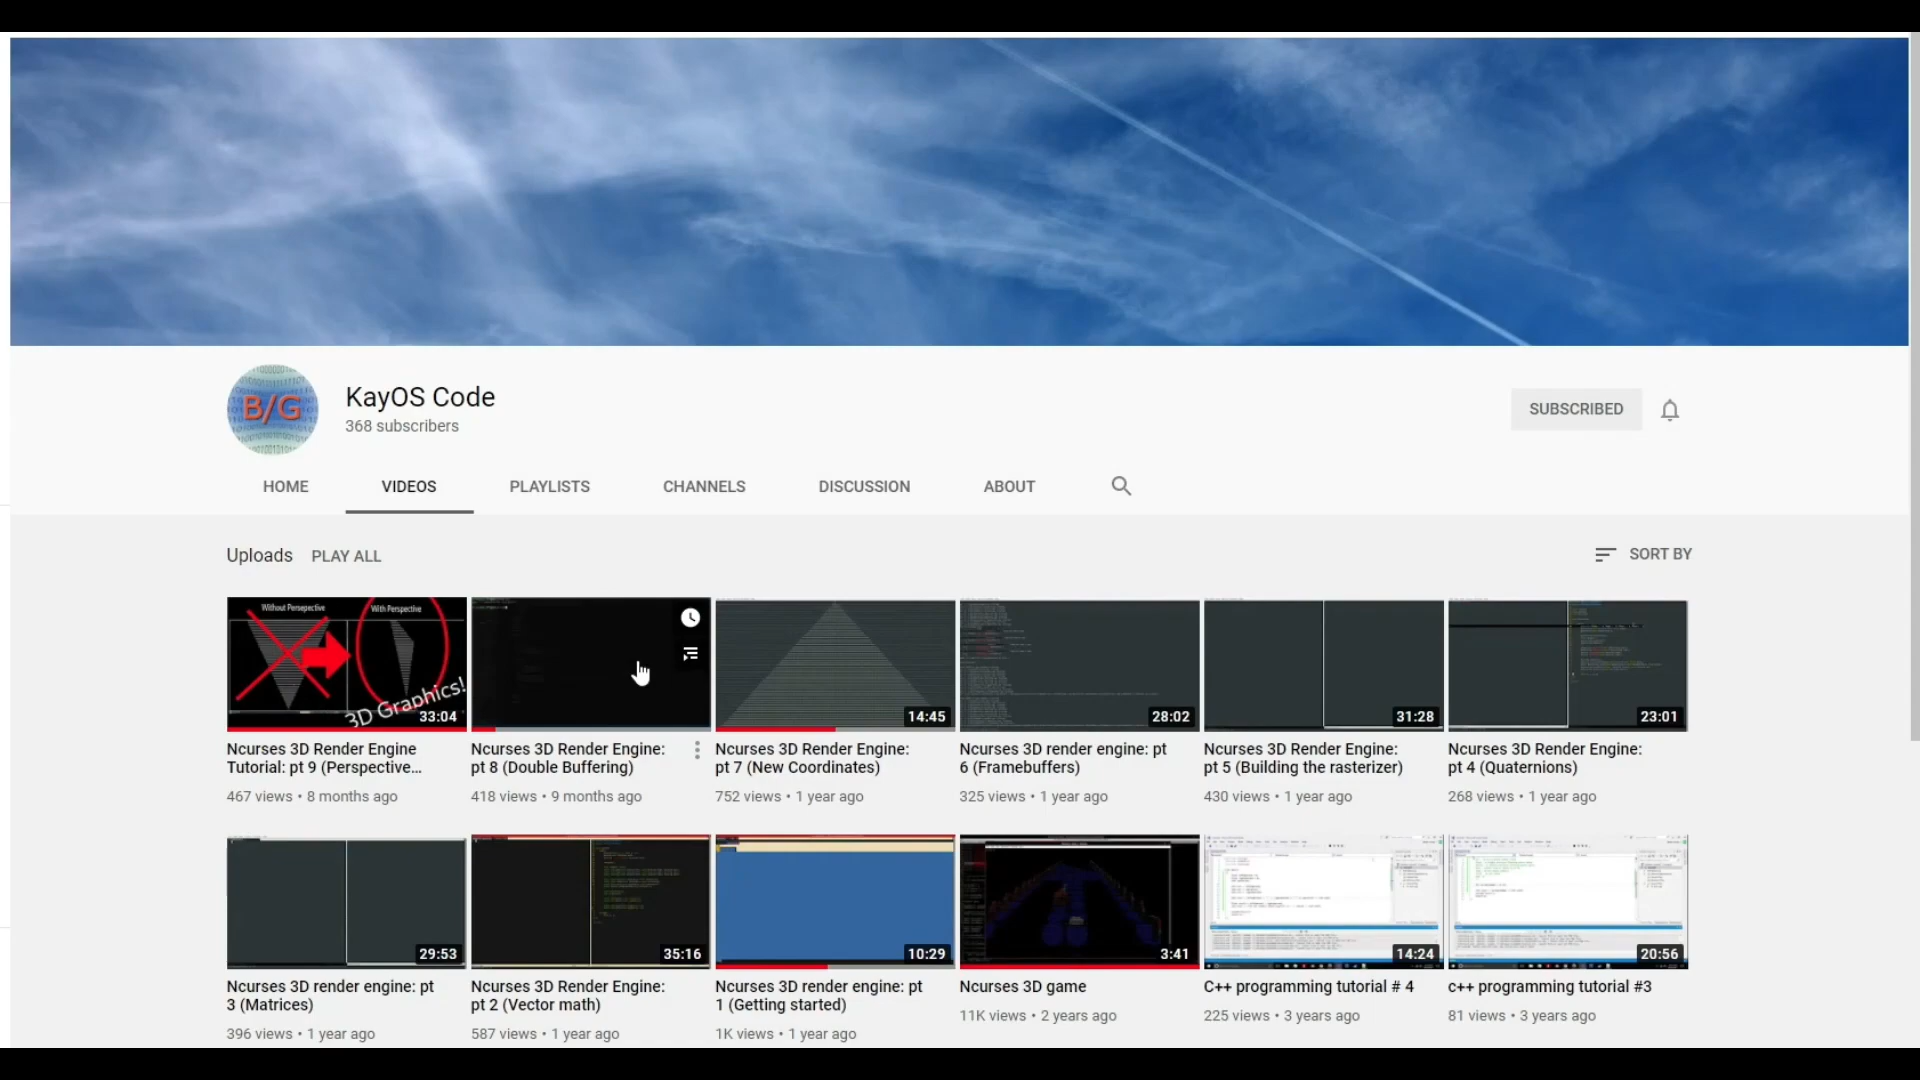 KayOS Code
368 subscribers
SUBSCRIBED
B/G
HOME
VIDEOS
PLAYLISTS
CHANNELS
DISCUSSION
ABOUT
Uploads
PLAY ALL
SORT BY
Without Persepective
With Perspective
3D Graphics!
33:04
14:45
28:02
31:28
23:01
Ncurses 3D Render Engine
Tutorial: pt 9 (Perspective...
467 views • 8 months ago
Ncurses 3D Render Engine:
pt 8 (Double Buffering)
418 views • 9 months ago
Ncurses 3D Render Engine:
pt 7 (New Coordinates)
752 views • 1 year ago
Ncurses 3D render engine: pt
6 (Framebuffers)
325 views • 1 year ago
Ncurses 3D Render Engine:
pt 5 (Building the rasterizer)
430 views • 1 year ago
Ncurses 3D Render Engine:
pt 4 (Quaternions)
268 views • 1 year ago
29:53
35:16
10:29
3:41
14:24
20:56
Ncurses 3D render engine: pt
3 (Matrices)
396 views • 1 year ago
Ncurses 3D Render Engine:
pt 2 (Vector math)
587 views • 1 year ago
Ncurses 3D render engine: pt
1 (Getting started)
1K views • 1 year ago
Ncurses 3D game
11K views • 2 years ago
C++ programming tutorial # 4
225 views • 3 years ago
c++ programming tutorial #3
81 views • 3 years ago